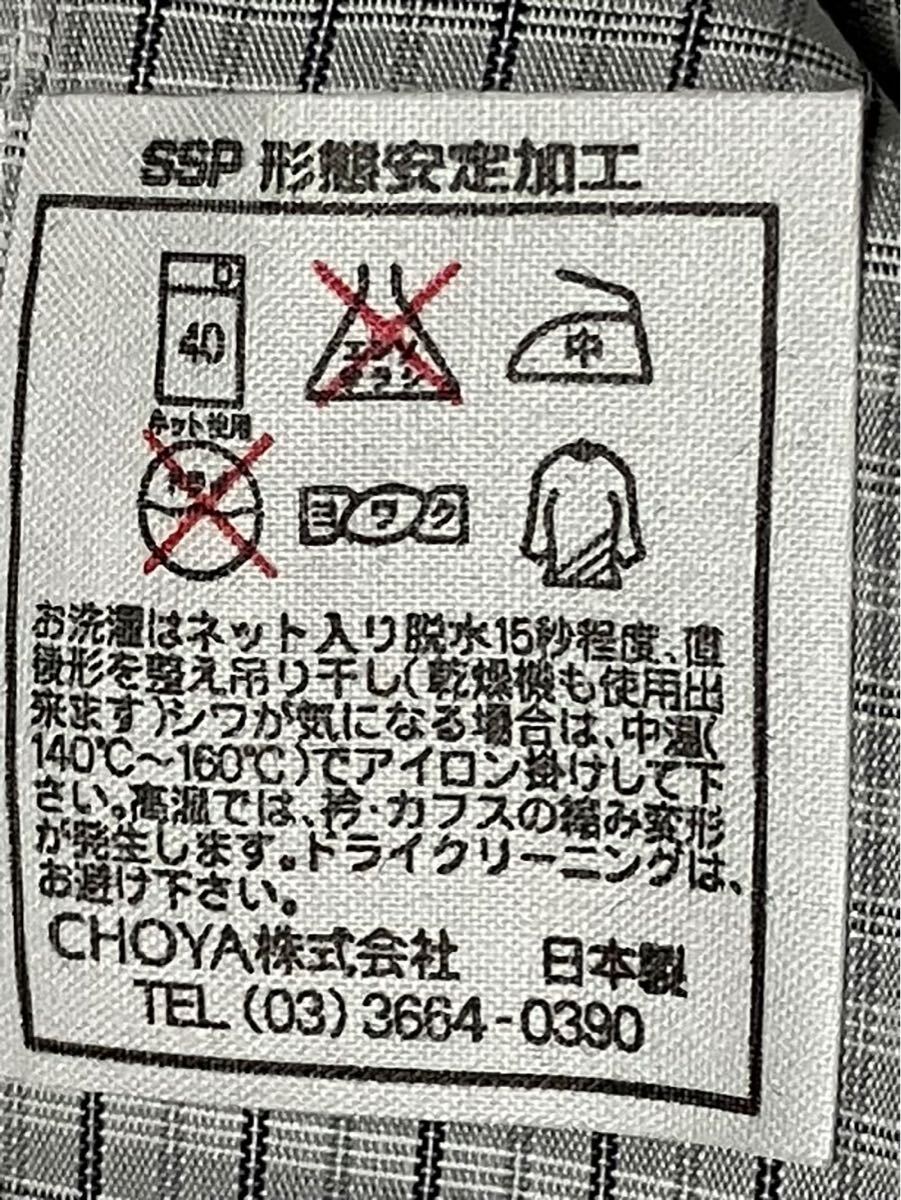 SSP 形態安定加工
40
エンソ
サラシ
中
ネット使用
ヨワク
お洗濯はネット入り脱水15秒程度、直
後形を整え吊り干し(乾燥機も使用出
来ます)シワが気になる場合は、中温(
140℃〜160℃)でアイロン掛けして下
さい。高温では、衿・カフスの縮み変形
が発生します。ドライクリーニングは、
お避け下さい。
CHOYA株式会社 日本製
TEL (03) 3664-0390